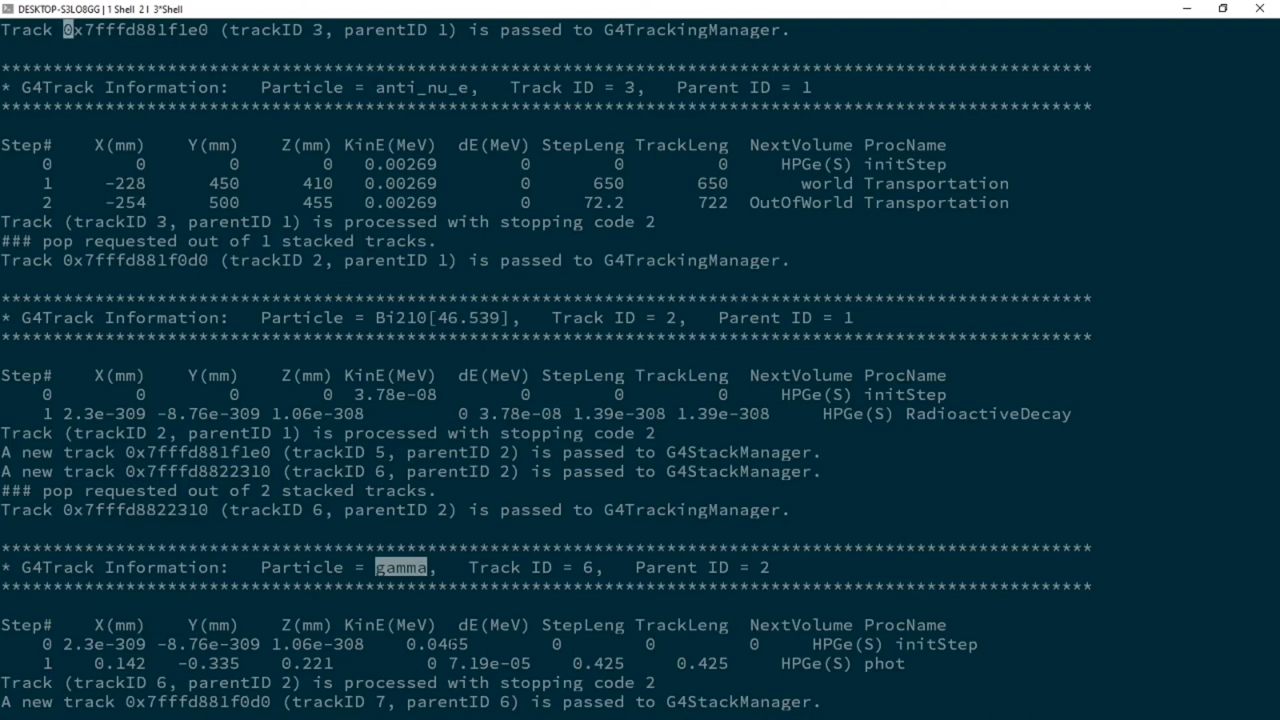 DESKTOP-S3LO8GG | 1 Shell  2 |  3*Shell
Track 0x7fffd881f1e0 (trackID 3, parentID 1) is passed to G4TrackingManager.
*********************************************************************************************************
* G4Track Information:   Particle = anti_nu_e,   Track ID = 3,   Parent ID = 1
*********************************************************************************************************
Step#    X(mm)    Y(mm)    Z(mm) KinE(MeV)  dE(MeV) StepLeng TrackLeng  NextVolume ProcName
0        0        0        0   0.00269        0        0         0     HPGe(S) initStep
1     -228      450      410   0.00269        0      650       650       world Transportation
2     -254      500      455   0.00269        0     72.2       722  OutOfWorld Transportation
Track (trackID 3, parentID 1) is processed with stopping code 2
### pop requested out of 1 stacked tracks.
Track 0x7fffd881f0d0 (trackID 2, parentID 1) is passed to G4TrackingManager.
*********************************************************************************************************
* G4Track Information:   Particle = Bi210[46.539],   Track ID = 2,   Parent ID = 1
*********************************************************************************************************
Step#    X(mm)    Y(mm)    Z(mm) KinE(MeV)  dE(MeV) StepLeng TrackLeng  NextVolume ProcName
0        0        0        0  3.78e-08        0        0         0     HPGe(S) initStep
1 2.3e-309 -8.76e-309 1.06e-308         0 3.78e-08 1.39e-308 1.39e-308     HPGe(S) RadioactiveDecay
Track (trackID 2, parentID 1) is processed with stopping code 2
A new track 0x7fffd881f1e0 (trackID 5, parentID 2) is passed to G4StackManager.
A new track 0x7fffd8822310 (trackID 6, parentID 2) is passed to G4StackManager.
### pop requested out of 2 stacked tracks.
Track 0x7fffd8822310 (trackID 6, parentID 2) is passed to G4TrackingManager.
*********************************************************************************************************
* G4Track Information:   Particle = gamma,   Track ID = 6,   Parent ID = 2
*********************************************************************************************************
Step#    X(mm)    Y(mm)    Z(mm) KinE(MeV)  dE(MeV) StepLeng TrackLeng  NextVolume ProcName
0 2.3e-309 -8.76e-309 1.06e-308    0.0465        0        0         0     HPGe(S) initStep
1    0.142   -0.335    0.221         0 7.19e-05    0.425     0.425     HPGe(S) phot
Track (trackID 6, parentID 2) is processed with stopping code 2
A new track 0x7fffd881f0d0 (trackID 7, parentID 6) is passed to G4StackManager.